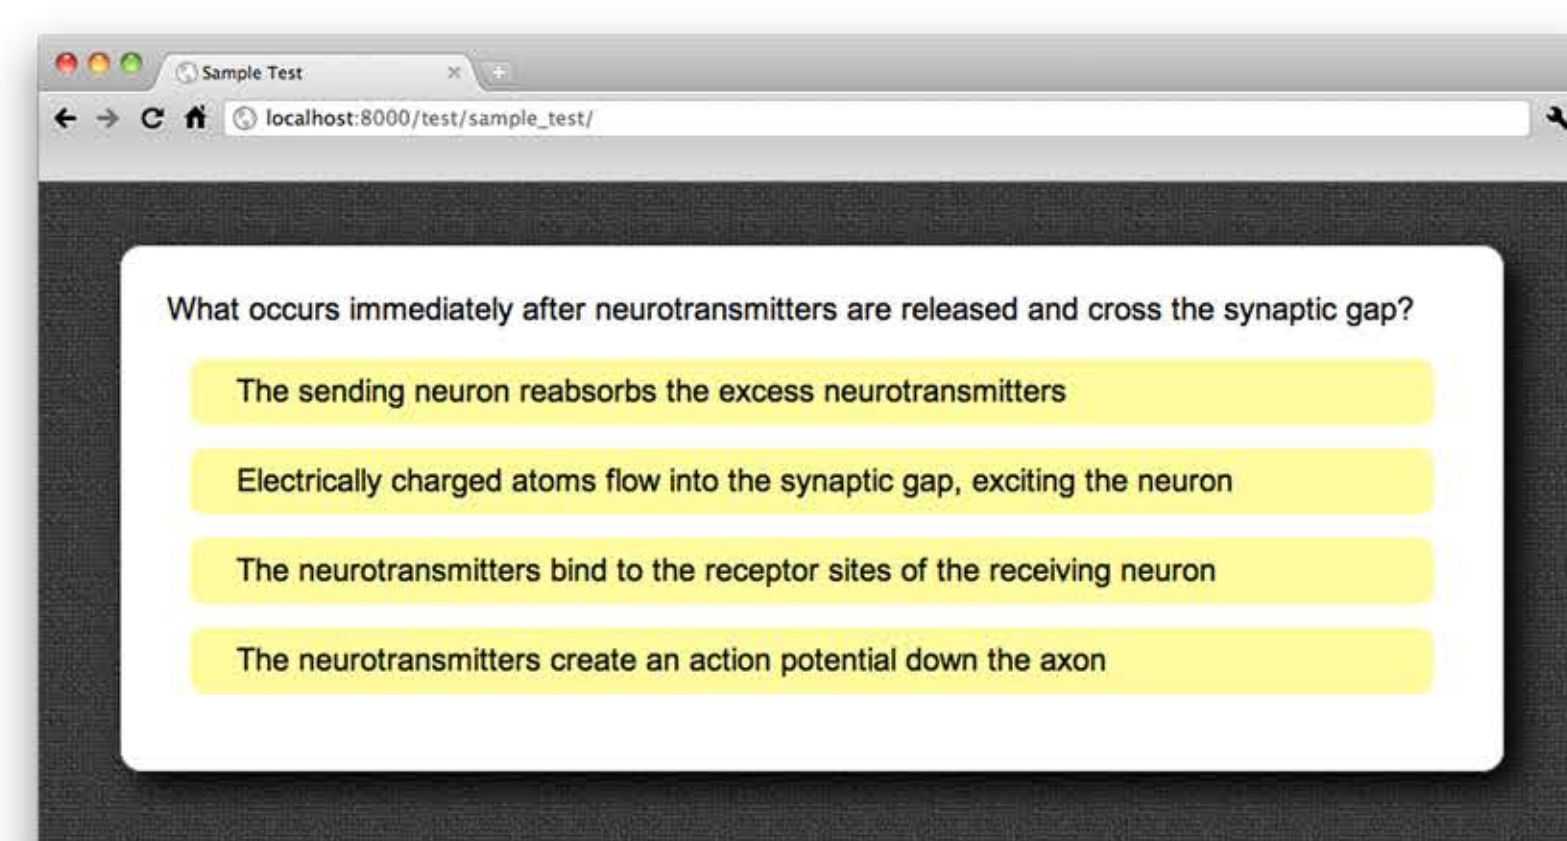 Sample Test
localhost:8000/test/sample_test/
What occurs immediately after neurotransmitters are released and cross the synaptic gap?
The sending neuron reabsorbs the excess neurotransmitters
Electrically charged atoms flow into the synaptic gap, exciting the neuron
The neurotransmitters bind to the receptor sites of the receiving neuron
The neurotransmitters create an action potential down the axon